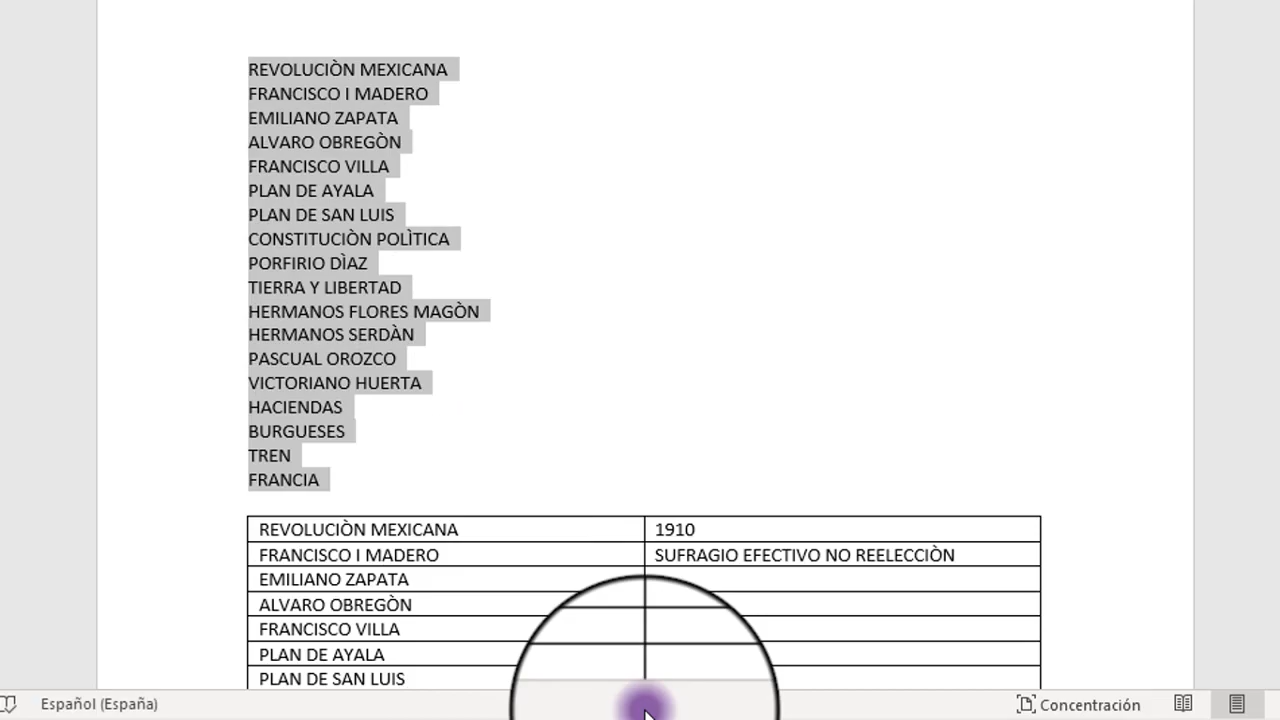 REVOLUCIÒN MEXICANA
FRANCISCO I MADERO
EMILIANO ZAPATA
ALVARO OBREGÒN
FRANCISCO VILLA
PLAN DE AYALA
PLAN DE SAN LUIS
CONSTITUCIÒN POLÌTICA
PORFIRIO DÌAZ
TIERRA Y LIBERTAD
HERMANOS FLORES MAGÒN
HERMANOS SERDÀN
PASCUAL OROZCO
VICTORIANO HUERTA
HACIENDAS
BURGUESES
TREN
FRANCIA
REVOLUCIÒN MEXICANA 1910
FRANCISCO I MADERO SUFRAGIO EFECTIVO NO REELECCIÒN
EMILIANO ZAPATA
ALVARO OBREGÒN
FRANCISCO VILLA
PLAN DE AYALA
PLAN DE SAN LUIS
Español (España) Concentración